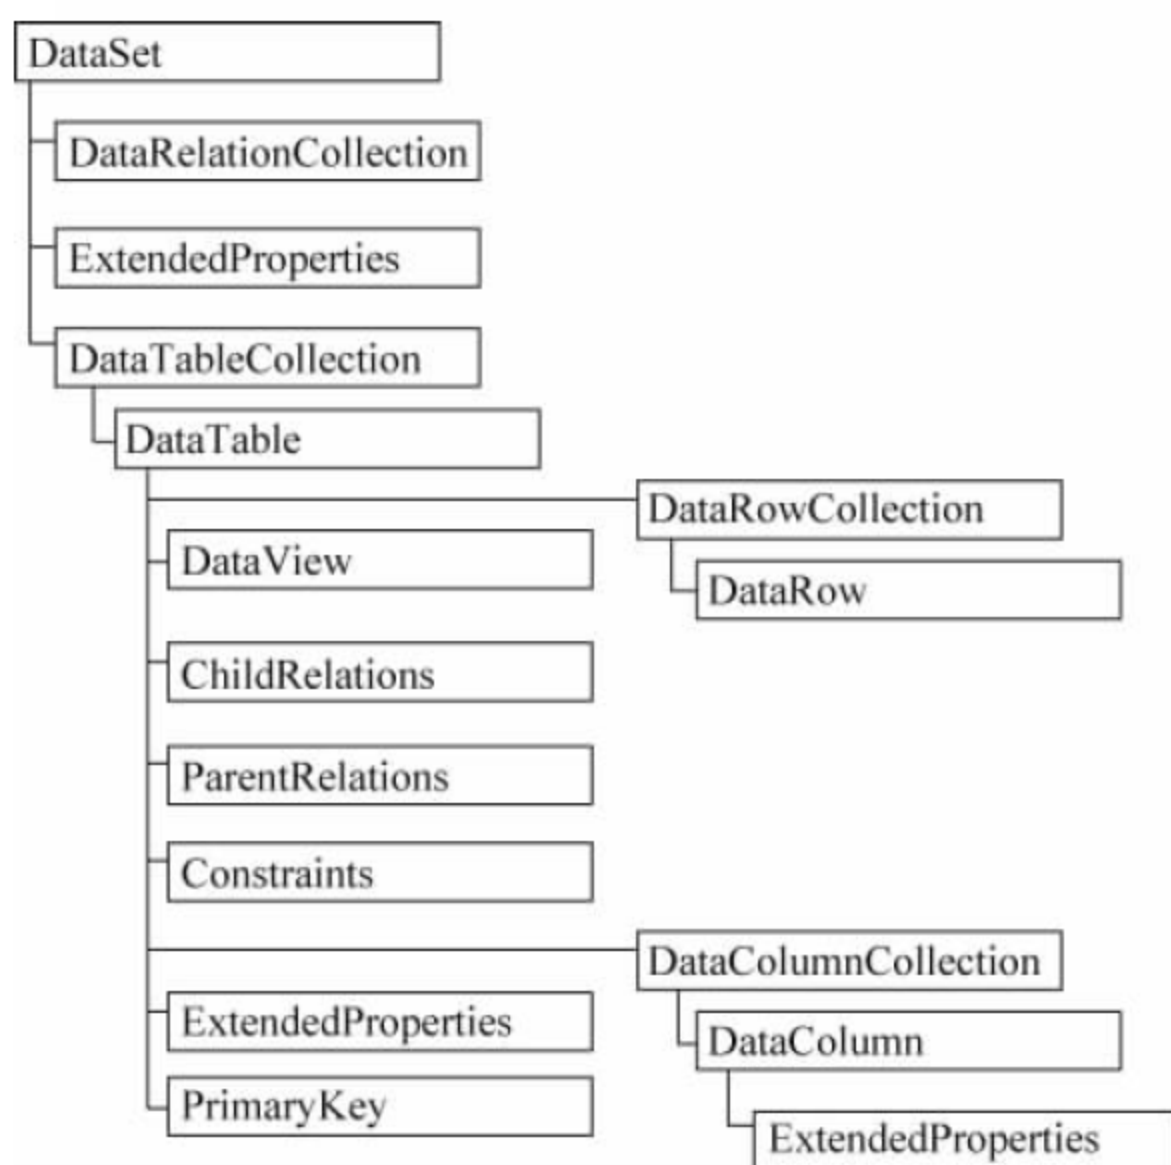 DataSet
DataRelationCollection
ExtendedProperties
DataTableCollection
DataTable
DataRowCollection
DataView
DataRow
ChildRelations
ParentRelations
Constraints
DataColumnCollection
ExtendedProperties
DataColumn
PrimaryKey
ExtendedProperties